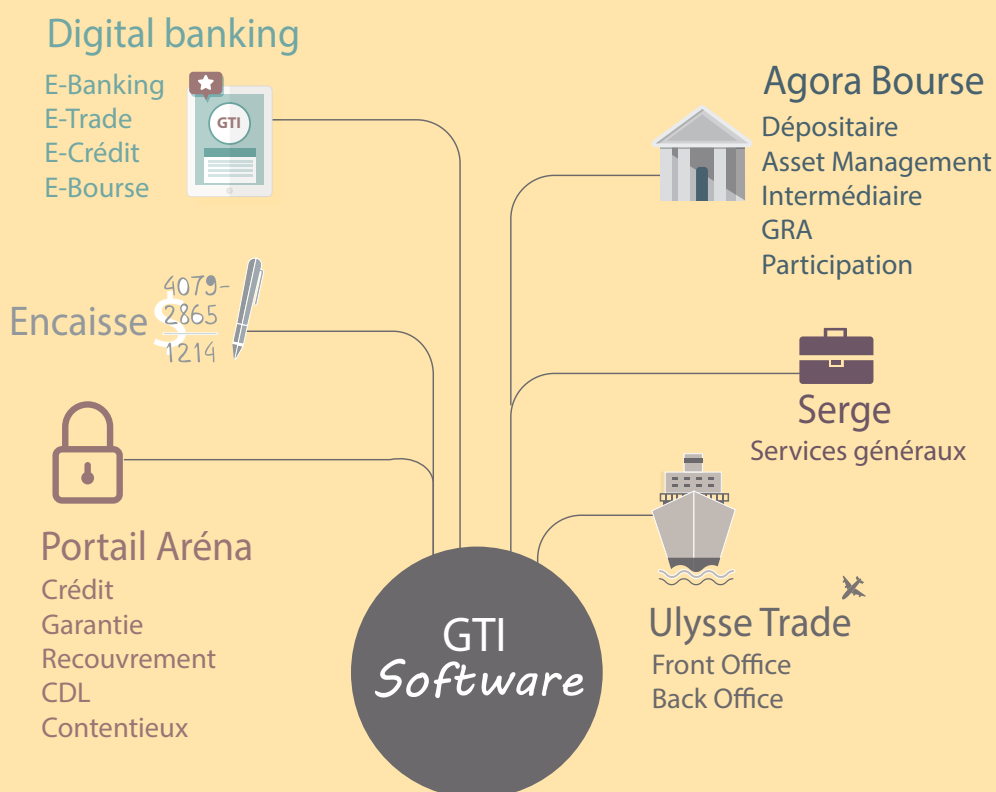 Digital banking
E-Banking
E-Trade
E-Crédit
E-Bourse
GTI
Agora Bourse
Dépositaire
Asset Management
Intermédiaire
GRA
Participation
Encaisse
$
4079-
2865
1214
Serge
Services généraux
Portail Aréna
Crédit
Garantie
Recouvrement
CDL
Contentieux
Ulysse Trade
Front Office
Back Office
GTI
Software